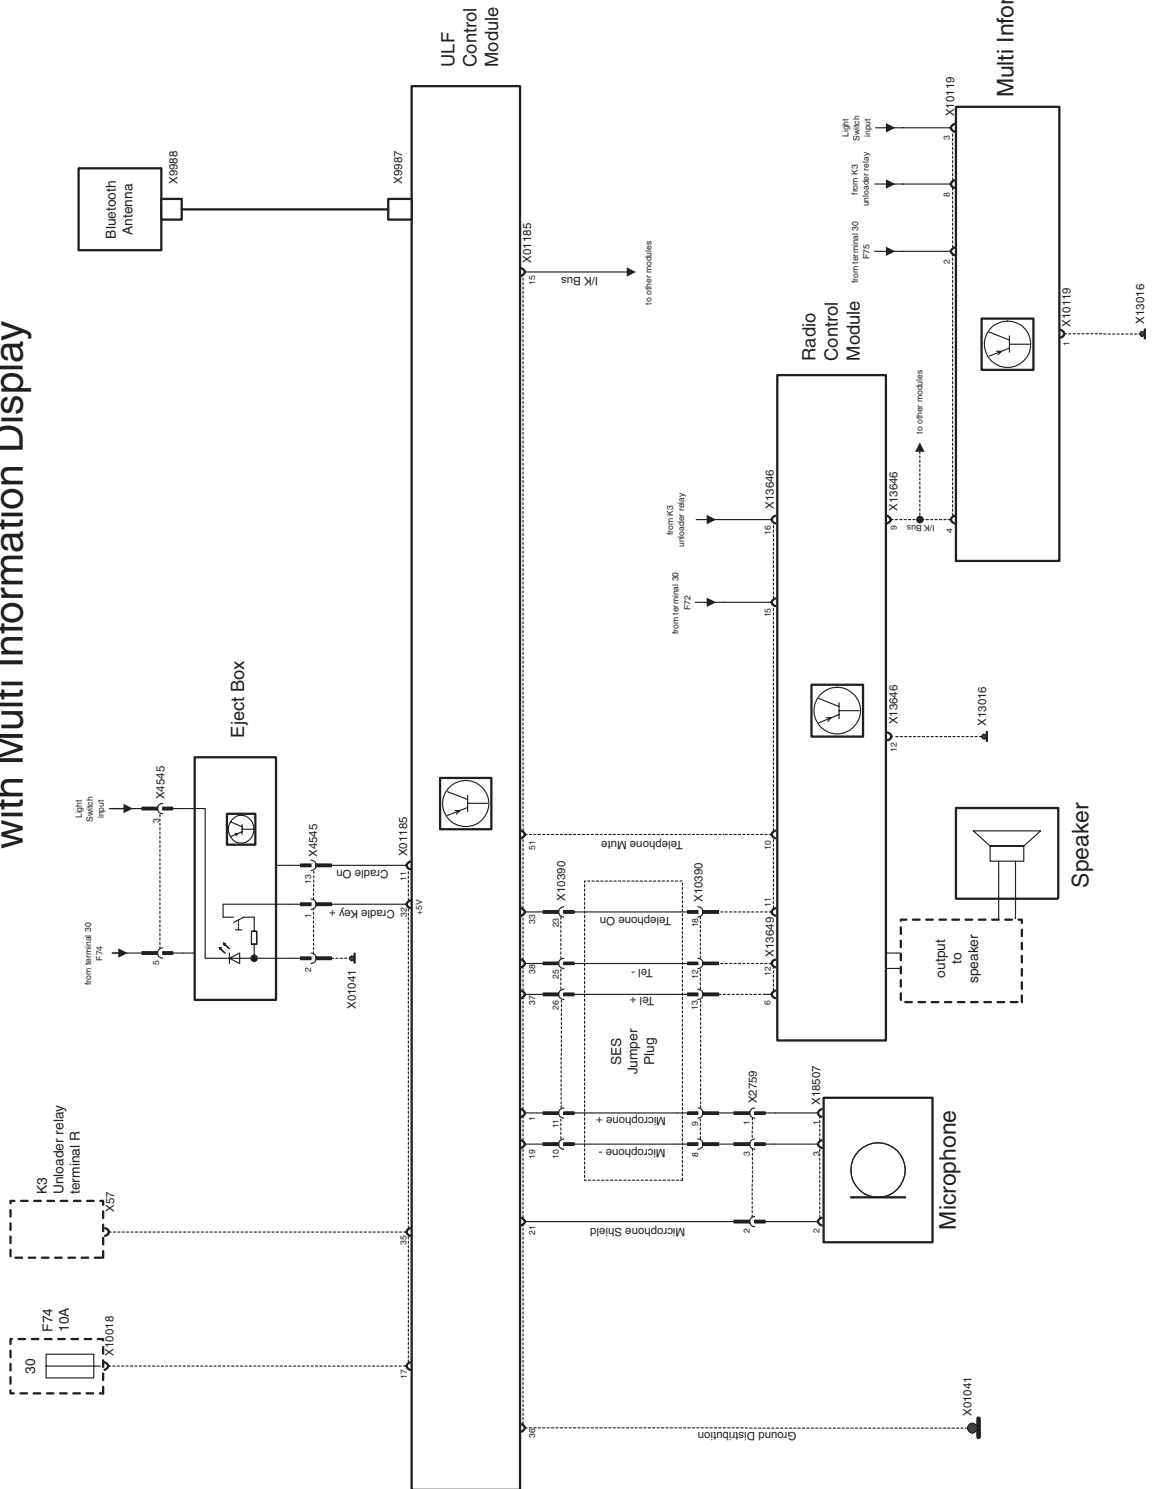 with Multi Information Display
ULF
Control
Module
Bluetooth
Antenna
X9988
X9987
X01185
15
I/K Bus
to other modules
Multi Infor
X10119
Light
Switch
input
3
from K3
unloader relay
8
from terminal 30
F75
2
X10119
1
X13016
4
Radio
Control
Module
to other modules
I/K Bus
X13646
9
X13646
16
from K3
unloader relay
from terminal 30
F72
15
X13646
12
X13016
Eject Box
Light
Switch
input
X4545
3
from terminal 30
F74
5
X4545
13
1
2
X01041
Cradle On
Cradle Key +
X01185
11
32
+5V
51
Telephone Mute
10
X10390
33
23
Telephone On
X10390
18
11
X13649
38
25
Tel -
12
12
37
26
Tel +
13
6
SES
Jumper
Plug
output
to
speaker
Speaker
1
11
Microphone +
9
X2759
1
X18507
1
19
10
Microphone -
8
3
3
21
Microphone Shield
2
2
Microphone
K3
Unloader relay
terminal R
X57
35
F74
10A
30
X10018
17
36
Ground Distribution
X01041